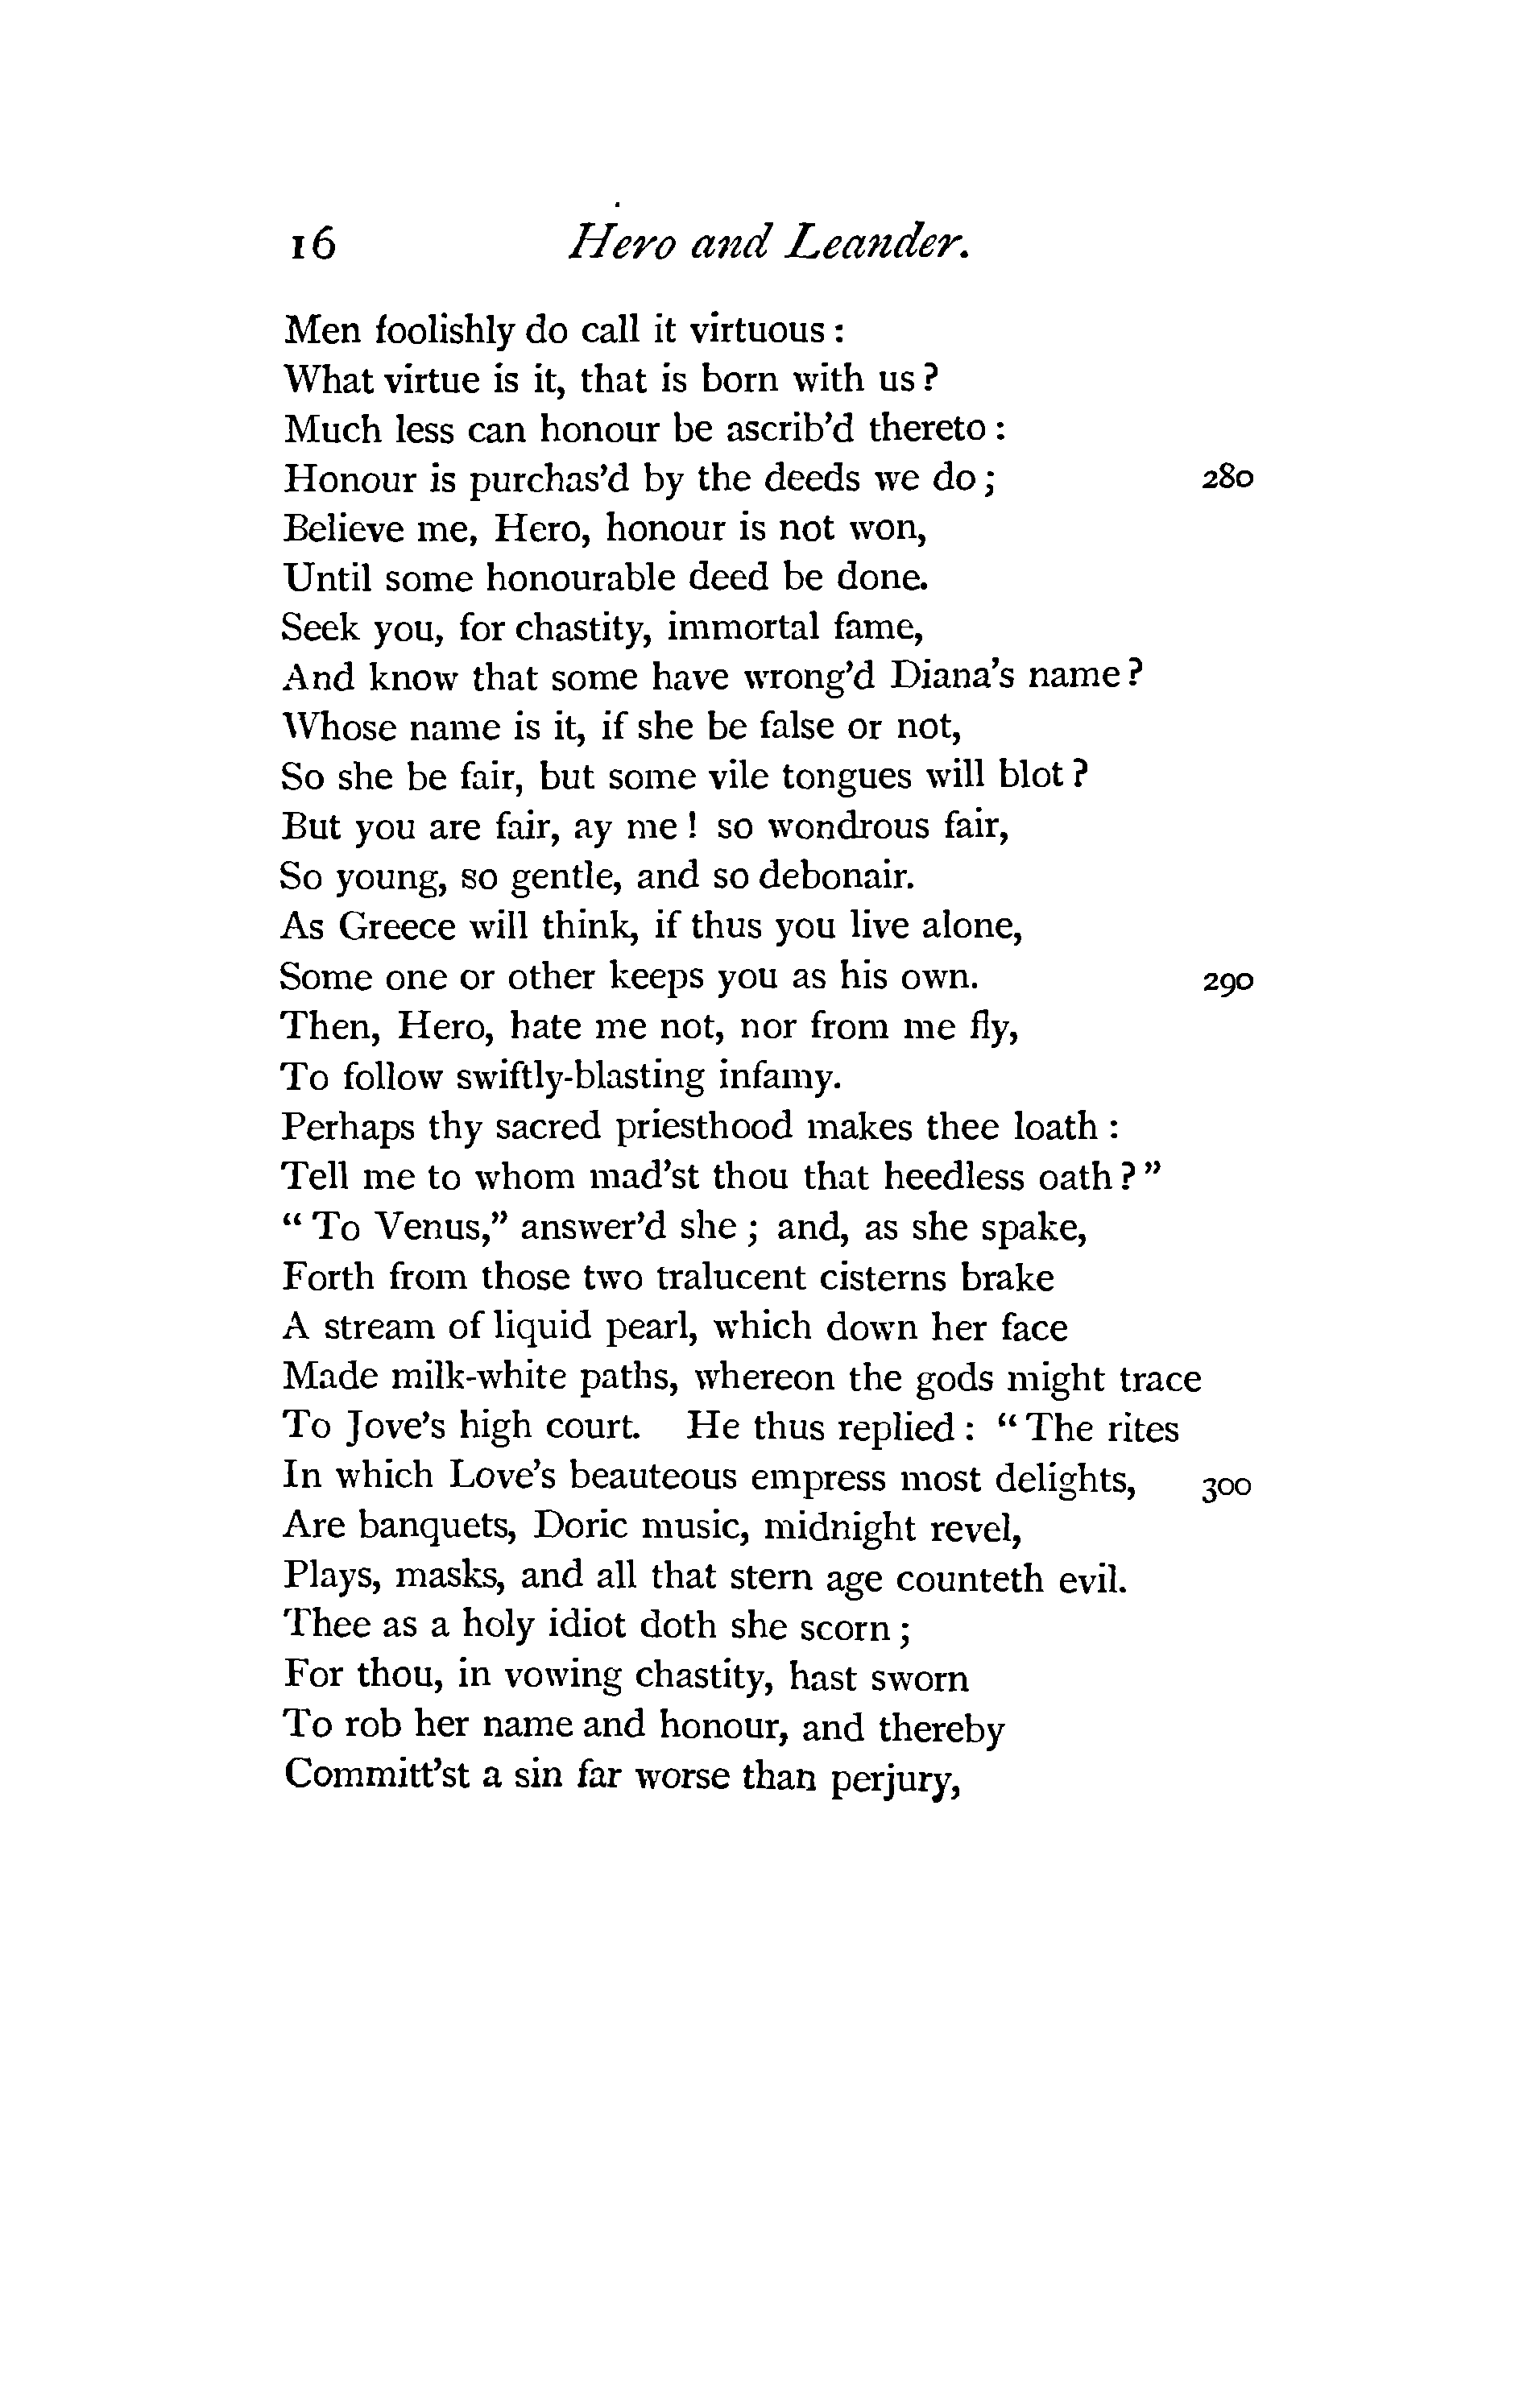 16 Hero and Leander.
Men foolishly do call it virtuous :
What virtue is it, that is born with us ?
Much less can honour be ascrib’d thereto :
Honour is purchas’d by the deeds we do ; 280
Believe me, Hero, honour is not won,
Until some honourable deed be done.
Seek you, for chastity, immortal fame,
And know that some have wrong’d Diana’s name ?
Whose name is it, if she be false or not,
So she be fair, but some vile tongues will blot ?
But you are fair, ay me ! so wondrous fair,
So young, so gentle, and so debonair.
As Greece will think, if thus you live alone,
Some one or other keeps you as his own. 290
Then, Hero, hate me not, nor from me fly,
To follow swiftly-blasting infamy.
Perhaps thy sacred priesthood makes thee loath :
Tell me to whom mad’st thou that heedless oath ? ”
“ To Venus,” answer’d she ; and, as she spake,
Forth from those two tralucent cisterns brake
A stream of liquid pearl, which down her face
Made milk-white paths, whereon the gods might trace
To Jove’s high court. He thus replied : “ The rites
In which Love’s beauteous empress most delights, 300
Are banquets, Doric music, midnight revel,
Plays, masks, and all that stern age counteth evil.
Thee as a holy idiot doth she scorn ;
For thou, in vowing chastity, hast sworn
To rob her name and honour, and thereby
Committ’st a sin far worse than perjury,